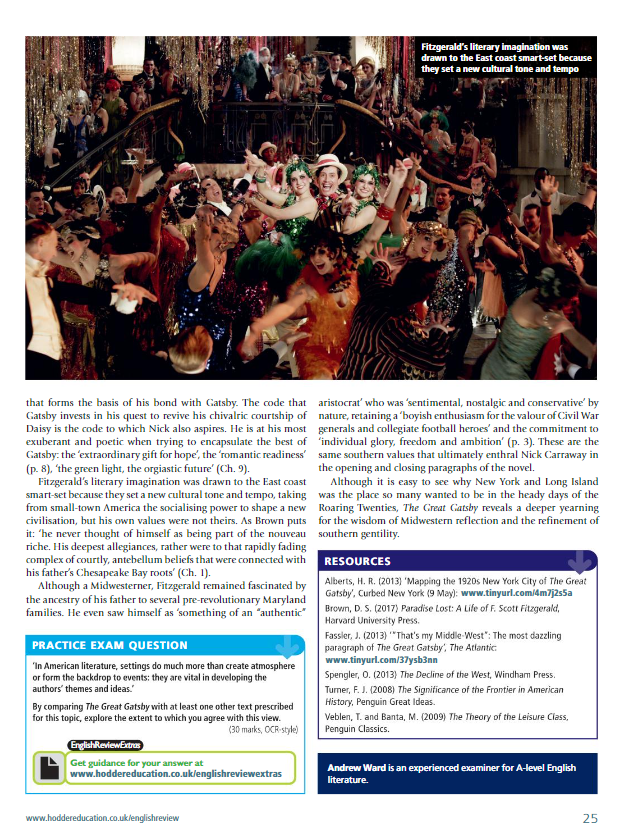 Fitzgerald's literary imagination was
drawn to the East coast smart-set because
they set a new cultural tone and tempo
that forms the basis of his bond with Gatsby. The code that
Gatsby invests in his quest to revive his chivalric courtship of
Daisy is the code to which Nick also aspires. He is at his most
exuberant and poetic when trying to encapsulate the best of
Gatsby: the 'extraordinary gift for hope', the 'romantic readiness'
(p. 8), 'the green light, the orgiastic future' (Ch. 9).
Fitzgerald's literary imagination was drawn to the East coast
smart-set because they set a new cultural tone and tempo, taking
from small-town America the socialising power to shape a new
civilisation, but his own values were not theirs. As Brown puts
it: 'he never thought of himself as being part of the nouveau
riche. His deepest allegiances, rather were to that rapidly fading
complex of courtly, antebellum beliefs that were connected with
his father's Chesapeake Bay roots' (Ch. 1).
Although a Midwesterner, Fitzgerald remained fascinated by
the ancestry of his father to several pre-revolutionary Maryland
families. He even saw himself as 'something of an "authentic"
aristocrat' who was 'sentimental, nostalgic and conservative' by
nature, retaining a 'boyish enthusiasm for the valour of Civil War
generals and collegiate football heroes' and the commitment to
'individual glory, freedom and ambition' (p. 3). These are the
same southern values that ultimately enthral Nick Carraway in
the opening and closing paragraphs of the novel.
Although it is easy to see why New York and Long Island
was the place so many wanted to be in the heady days of the
Roaring Twenties, The Great Gatsby reveals a deeper yearning
for the wisdom of Midwestern reflection and the refinement of
southern gentility.
PRACTICE EXAM QUESTION
'In American literature, settings do much more than create atmosphere
or form the backdrop to events: they are vital in developing the
authors' themes and ideas.'
By comparing The Great Gatsby with at least one other text prescribed
for this topic, explore the extent to which you agree with this view.
(30 marks, OCR-style)
EnglishReviewExtras
Get guidance for your answer at
www.hoddereducation.co.uk/englishreviewextras
RESOURCES
Alberts, H. R. (2013) 'Mapping the 1920s New York City of The Great
Gatsby', Curbed New York (9 May): www.tinyurl.com/4m7j2s5a
Brown, D. S. (2017) Paradise Lost: A Life of F. Scott Fitzgerald,
Harvard University Press.
Fassler, J. (2013) '"That's my Middle-West": The most dazzling
paragraph of The Great Gatsby', The Atlantic:
www.tinyurl.com/37ysb3nn
Spengler, O. (2013) The Decline of the West, Windham Press.
Turner, F. J. (2008) The Significance of the Frontier in American
History, Penguin Great Ideas.
Veblen, T. and Banta, M. (2009) The Theory of the Leisure Class,
Penguin Classics.
Andrew Ward is an experienced examiner for A-level English
literature.
www.hoddereducation.co.uk/englishreview
25